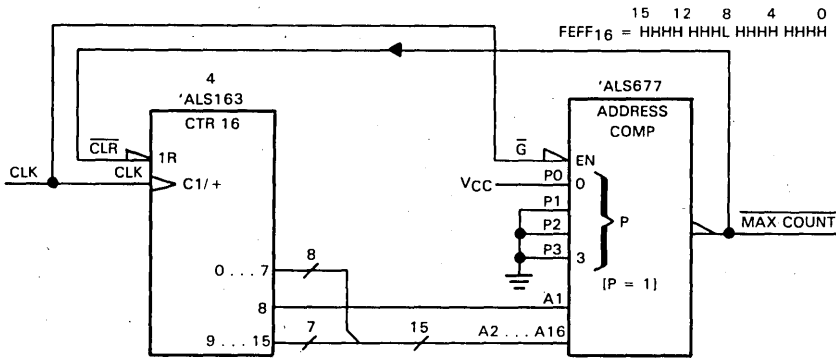 15 12 8 4 0
FEFF16 = HHHH HHHL HHHH HHHH
4
'ALS163
CTR 16
CLR
1R
CLK
CLK
C1/+
0 . . . 7
8
8
9 . . . 15
7
15
'ALS677
ADDRESS
COMP
G
EN
VCC
P0
0
P1
P2
P
P3
3
{P = 1}
A1
A2 . . . A16
MAX COUNT